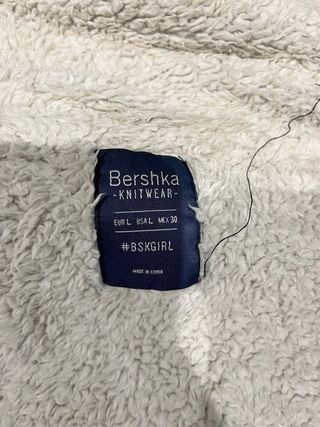 Bershka
-KNITWEAR-
EUR L USA L MEX 30
#BSKGIRL
MADE IN CHINA